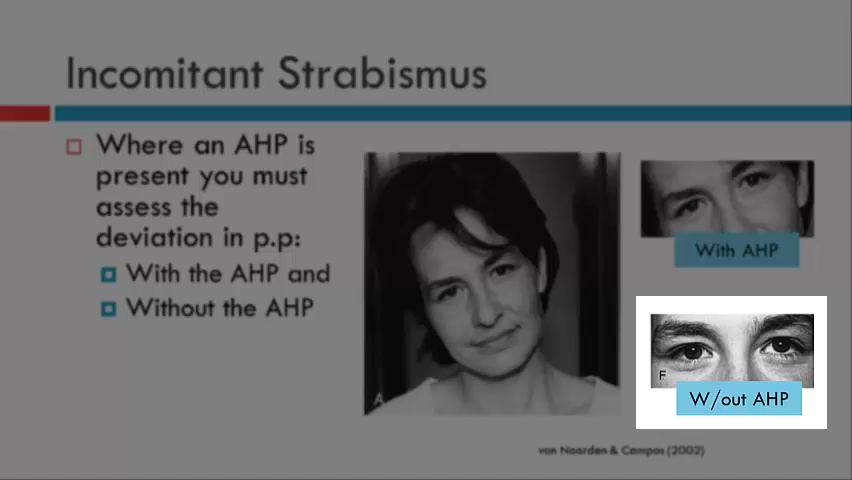 Incomitant Strabismus
Where an AHP is
present you must
assess the
deviation in p.p:
With the AHP and
Without the AHP
A
With AHP
F
W/out AHP
von Noorden & Campos (2002)